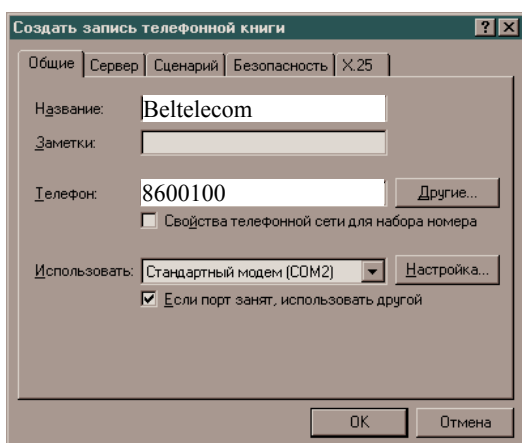 Создать запись телефонной книги
Общие Сервер Сценарий Безопасность X.25
Название: Beltelecom
Заметки:
Телефон: 8600100 Другие...
Свойства телефонной сети для набора номера
Использовать: Стандартный модем (COM2) Настройка...
Если порт занят, использовать другой
OK Отмена